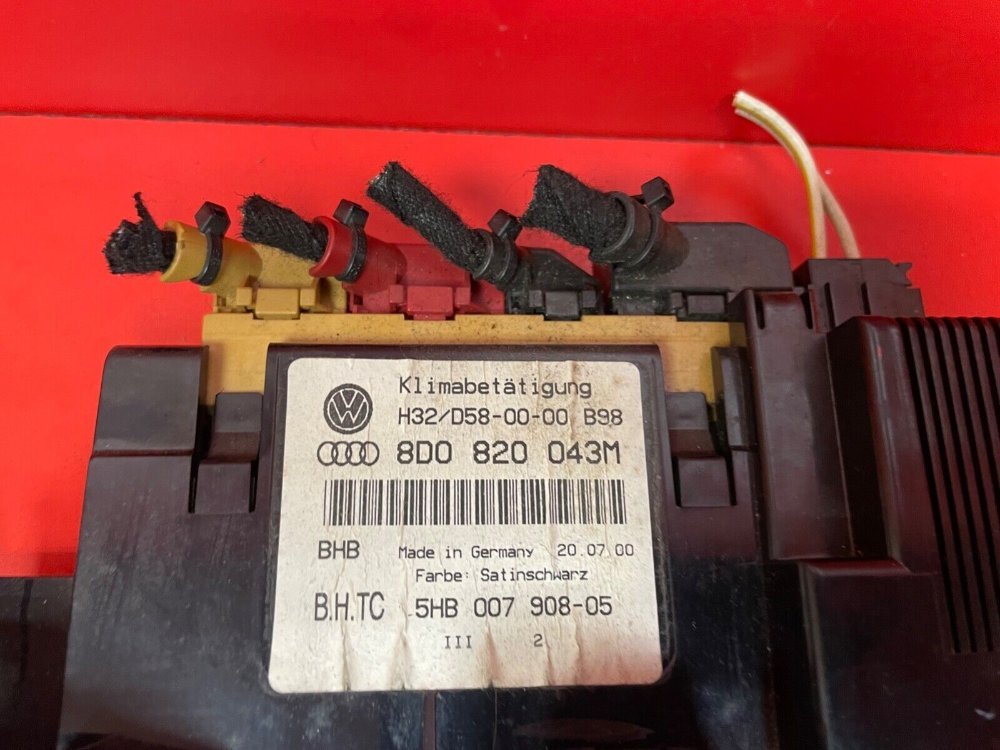 Klimabetätigung
H32/D58-00-00 B98
8D0 820 043M
BHB Made in Germany 20.07.00
Farbe: Satinschwarz
B.H.TC 5HB 007 908-05
III 2